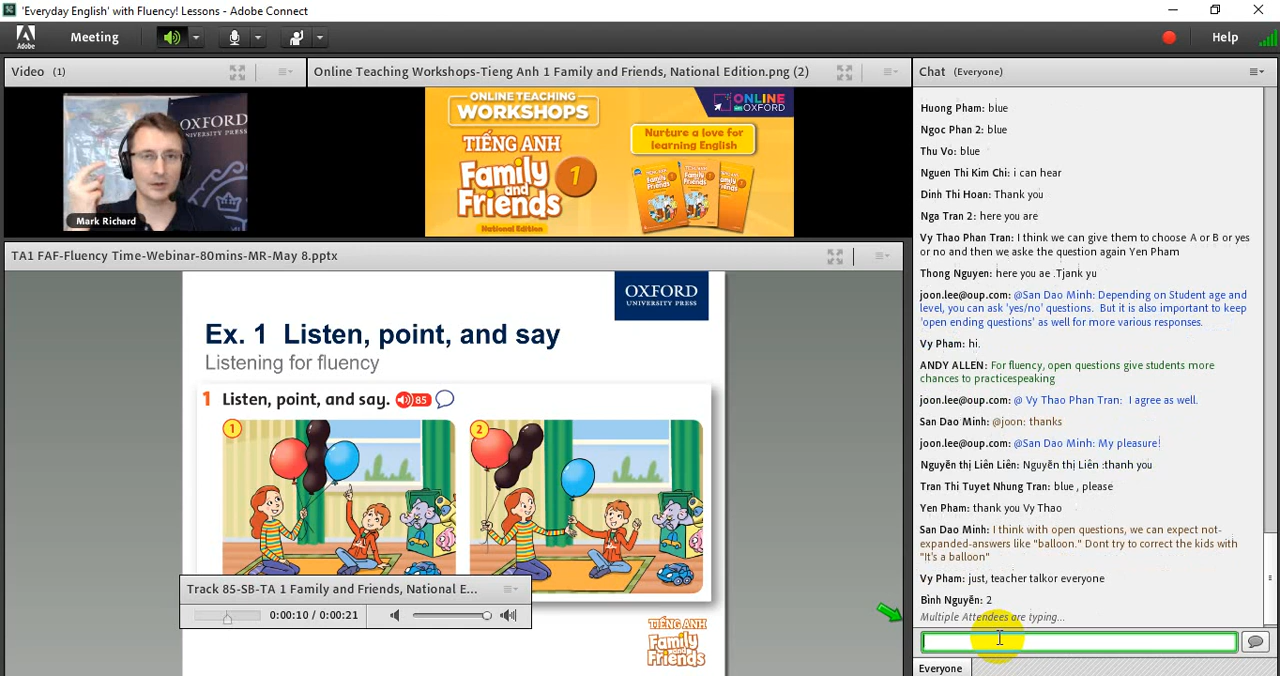 'Everyday English' with Fluency! Lessons - Adobe Connect
Adobe
Meeting
Help
Video (1)
OXFORD
UNIVERSITY PRESS
Mark Richard
Online Teaching Workshops-Tieng Anh 1 Family and Friends, National Edition.png (2)
ONLINE TEACHING
WORKSHOPS
TIẾNG ANH
Family
and
Friends
1
National Edition
ONLINE
OXFORD
Nurture a love for
learning English
TA1 FAF-Fluency Time-Webinar-80mins-MR-May 8.pptx
OXFORD
UNIVERSITY PRESS
Ex. 1 Listen, point, and say
Listening for fluency
1 Listen, point, and say. 85
1
2
Track 85-SB-TA 1 Family and Friends, National E...
0:00:10 / 0:00:21
TIẾNG ANH
Family
and
Friends
Chat (Everyone)
Huong Pham: blue
Ngoc Phan 2: blue
Thu Vo: blue
Nguen Thi Kim Chi: i can hear
Dinh Thi Hoan: Thank you
Nga Tran 2: here you are
Vy Thao Phan Tran: I think we can give them to choose A or B or yes
or no and then we aske the question again Yen Pham
Thong Nguyen: here you ae .Tjank yu
joon.lee@oup.com: @San Dao Minh: Depending on Student age and
level, you can ask 'yes/no' questions. But it is also important to keep
'open ending questions' as well for more various responses.
Vy Pham: hi.
ANDY ALLEN: For fluency, open questions give students more
chances to practicespeaking
joon.lee@oup.com: @ Vy Thao Phan Tran: I agree as well.
San Dao Minh: @joon: thanks
joon.lee@oup.com: @San Dao Minh: My pleasure!
Nguyễn thị Liên Liên: Nguyễn thị Liên :thank you
Tran Thi Tuyet Nhung Tran: blue , please
Yen Pham: thank you Vy Thao
San Dao Minh: I think with open questions, we can expect not-
expanded-answers like "balloon." Dont try to correct the kids with
"It's a balloon"
Vy Pham: just, teacher talkor everyone
Bình Nguyễn: 2
Multiple Attendees are typing...
Everyone